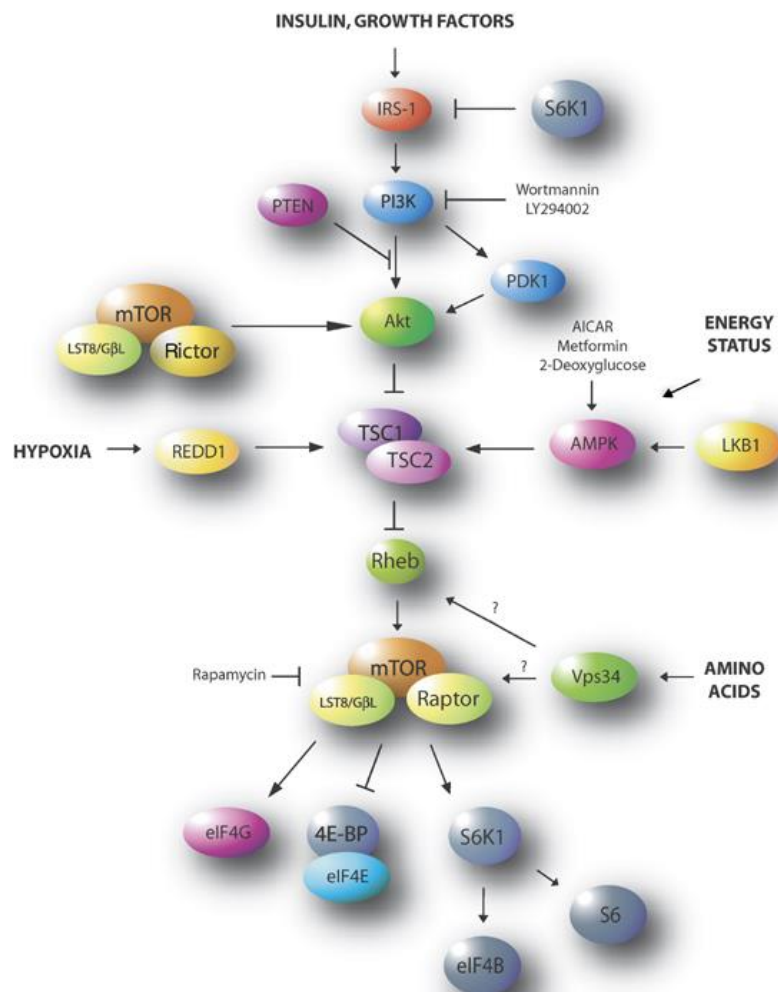 INSULIN, GROWTH FACTORS
IRS-1
S6K1
PTEN
PI3K
Wortmannin
LY294002
PDK1
mTOR
LST8/GβL
Rictor
Akt
AICAR
Metformin
2-Deoxyglucose
ENERGY
STATUS
HYPOXIA
REDD1
TSC1
TSC2
AMPK
LKB1
Rheb
?
Rapamycin
mTOR
LST8/GβL
Raptor
?
Vps34
AMINO
ACIDS
eIF4G
4E-BP
eIF4E
S6K1
S6
eIF4B